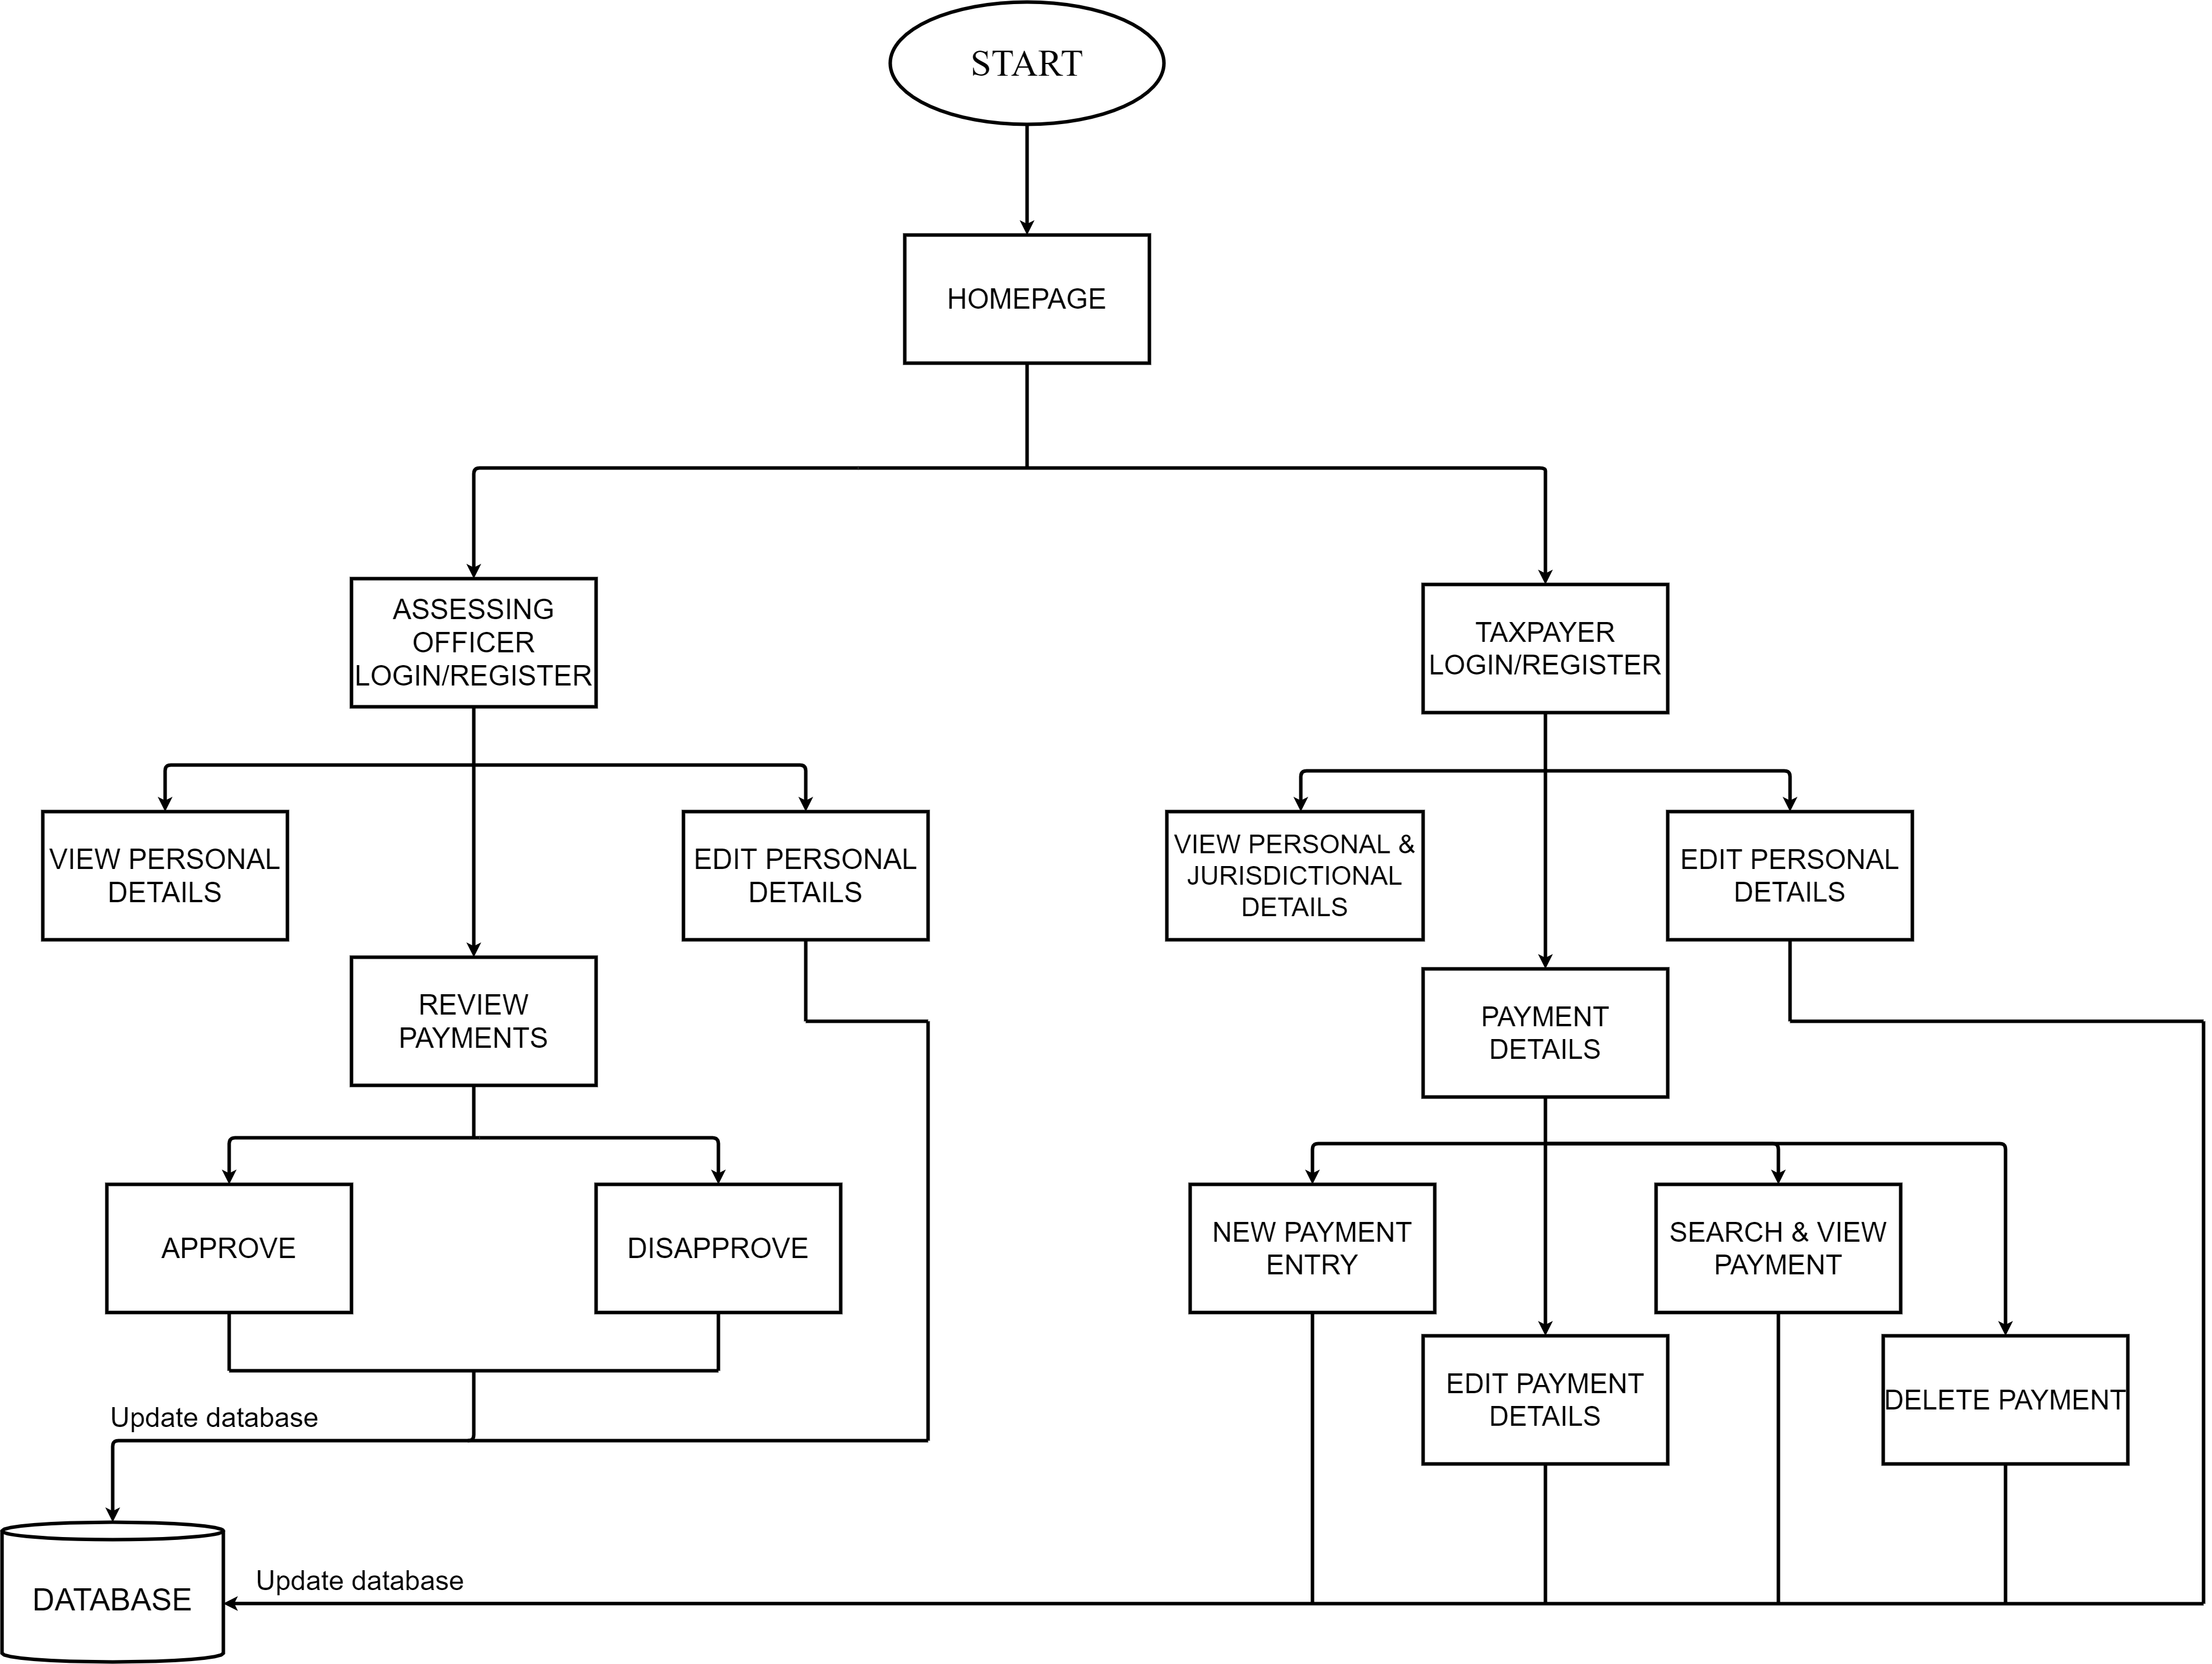 START
HOMEPAGE
ASSESSING
OFFICER
LOGIN/REGISTER
TAXPAYER
LOGIN/REGISTER
VIEW PERSONAL
DETAILS
EDIT PERSONAL
DETAILS
VIEW PERSONAL &
JURISDICTIONAL
DETAILS
EDIT PERSONAL
DETAILS
REVIEW
PAYMENTS
PAYMENT
DETAILS
APPROVE
DISAPPROVE
NEW PAYMENT
ENTRY
SEARCH & VIEW
PAYMENT
EDIT PAYMENT
DETAILS
DELETE PAYMENT
Update database
Update database
DATABASE